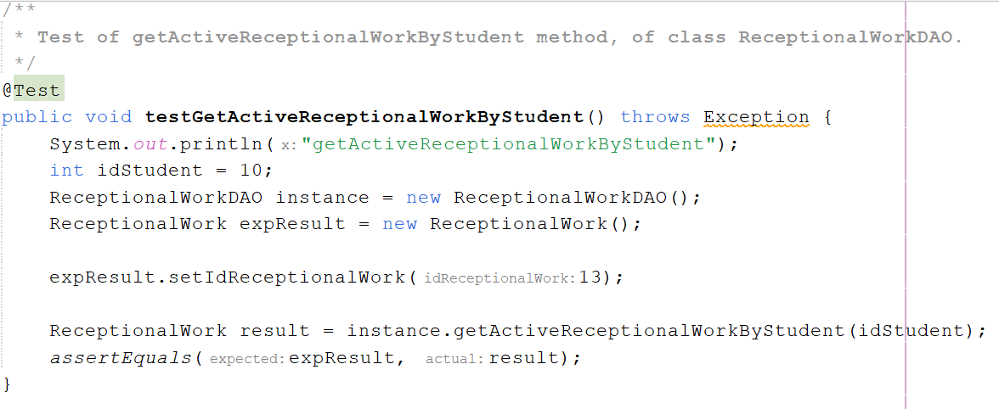 /**
* Test of getActiveReceptionalWorkByStudent method, of class ReceptionalWorkDAO.
*/
@Test
public void testGetActiveReceptionalWorkByStudent() throws Exception {
System.out.println( x: "getActiveReceptionalWorkByStudent");
int idStudent = 10;
ReceptionalWorkDAO instance = new ReceptionalWorkDAO();
ReceptionalWork expResult = new ReceptionalWork();
expResult.setIdReceptionalWork( idReceptionalWork: 13);
ReceptionalWork result = instance.getActiveReceptionalWorkByStudent(idStudent);
assertEquals( expected: expResult, actual: result);
}